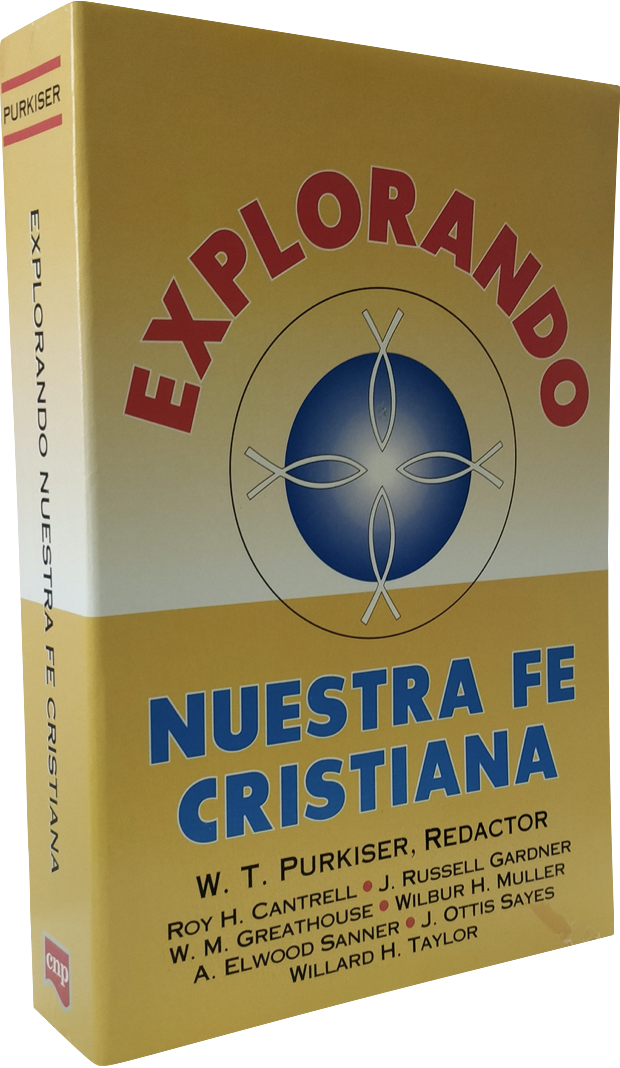 PURKISER
EXPLORANDO NUESTRA FE CRISTIANA
cnp
EXPLORANDO
NUESTRA FE
CRISTIANA
W. T. PURKISER, REDACTOR
ROY H. CANTRELL • J. RUSSELL GARDNER
W. M. GREATHOUSE • WILBUR H. MULLER
A. ELWOOD SANNER • J. OTTIS SAYES
WILLARD H. TAYLOR